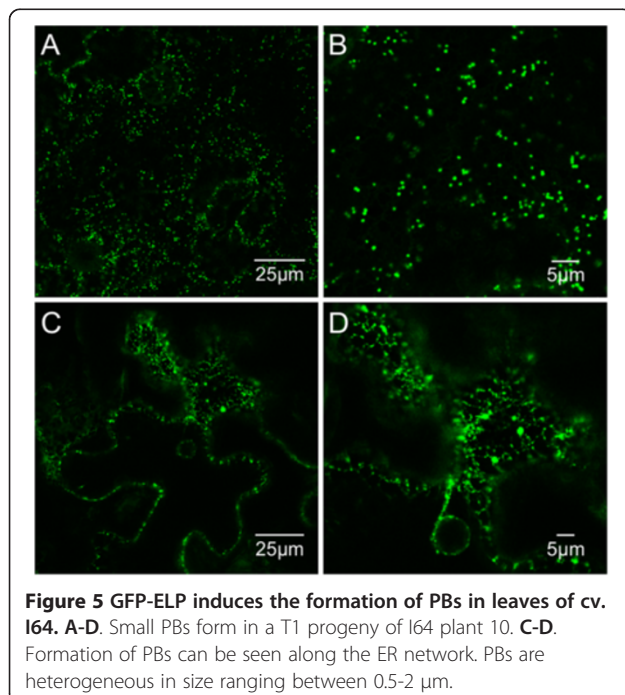 A
25µm
B
5µm
C
25µm
D
5µm
Figure 5 GFP-ELP induces the formation of PBs in leaves of cv.
I64. A-D. Small PBs form in a T1 progeny of I64 plant 10. C-D.
Formation of PBs can be seen along the ER network. PBs are
heterogeneous in size ranging between 0.5-2 µm.